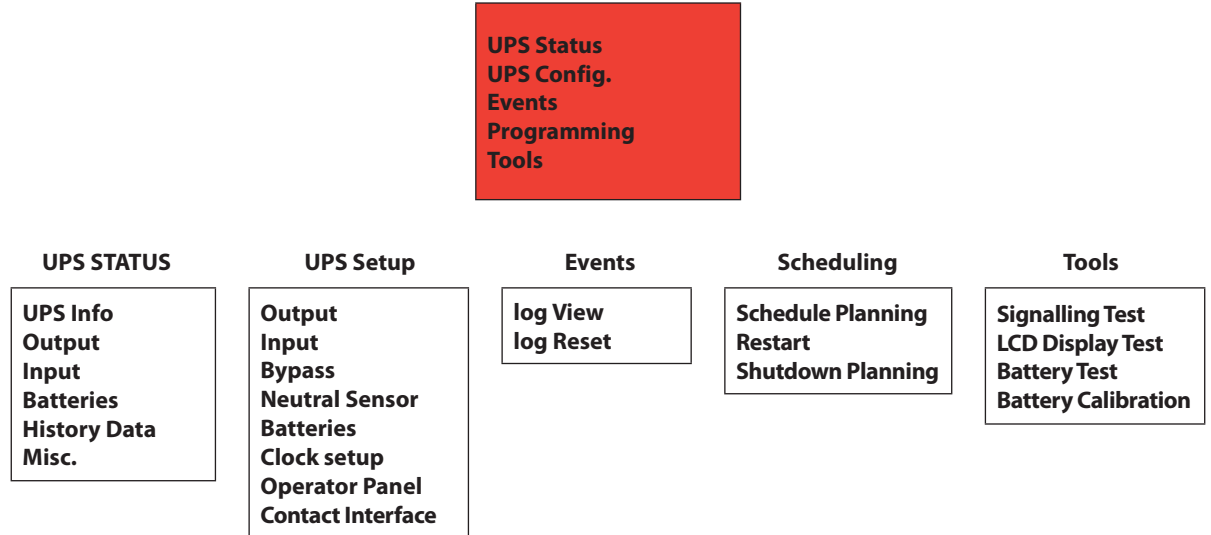 UPS Status
UPS Config.
Events
Programming
Tools
UPS STATUS
UPS Info
Output
Input
Batteries
History Data
Misc.
UPS Setup
Output
Input
Bypass
Neutral Sensor
Batteries
Clock setup
Operator Panel
Contact Interface
Events
log View
log Reset
Scheduling
Schedule Planning
Restart
Shutdown Planning
Tools
Signalling Test
LCD Display Test
Battery Test
Battery Calibration